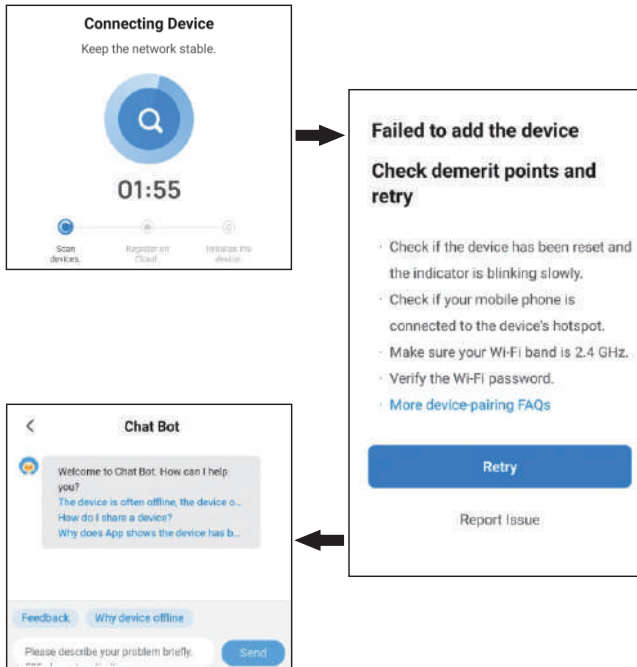 Connecting Device
Keep the network stable.
01:55
Scan
devices.
Register on
Cloud
Initialize the
device.
Failed to add the device
Check demerit points and
retry
· Check if the device has been reset and
the indicator is blinking slowly.
· Check if your mobile phone is
connected to the device's hotspot.
· Make sure your Wi-Fi band is 2.4 GHz.
· Verify the Wi-Fi password.
· More device-pairing FAQs
Retry
Report Issue
Chat Bot
Welcome to Chat Bot. How can I help
you?
The device is often offline, the device o...
How do I share a device?
Why does App shows the device has b...
Feedback
Why device offline
Please describe your problem briefly.
Send